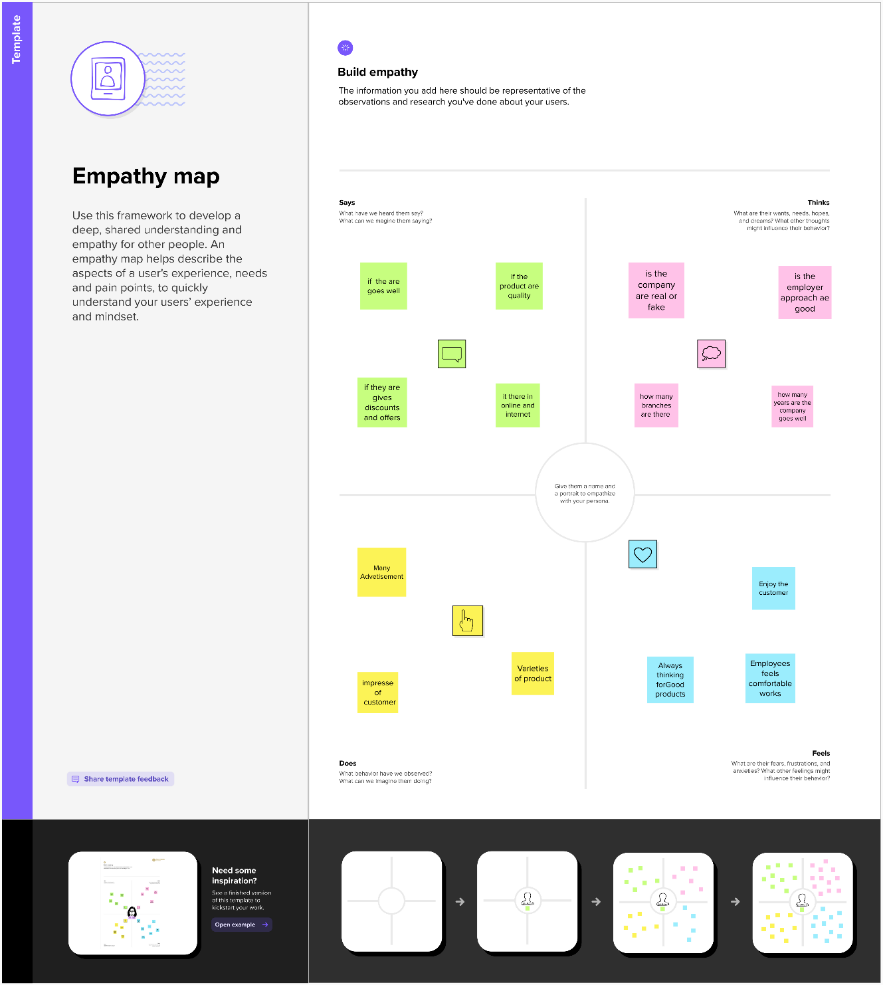 Template
Empathy map
Use this framework to develop a
deep, shared understanding and
empathy for other people. An
empathy map helps describe the
aspects of a user's experience, needs
and pain points, to quickly
understand your users' experience
and mindset.
Share template feedback
Need some
inspiration?
See a finished version
of this template to
kickstart your work.
Open example
Build empathy
The information you add here should be representative of the
observations and research you've done about your users.
Says
What have we heard them say?
What can we imagine them saying?
if the are
goes well
if the
product are
quality
if they are
gives
discounts
and offers
it there in
online and
internet
Thinks
What are their wants, needs, hopes,
and dreams? What other thoughts
might influence their behavior?
is the
company
are real or
fake
is the
employer
approach ae
good
how many
branches
are there
how many
years are the
company
goes well
Give them a name and
a portrait to empathize
with your persona.
Many
Advetisement
impresse
of
customer
Varieties
of product
Does
What behavior have we observed?
What can we imagine them doing?
Enjoy the
customer
Always
thinking
forGood
products
Employees
feels
comfortable
works
Feels
What are their fears, frustrations, and
anxieties? What other feelings might
influence their behavior?